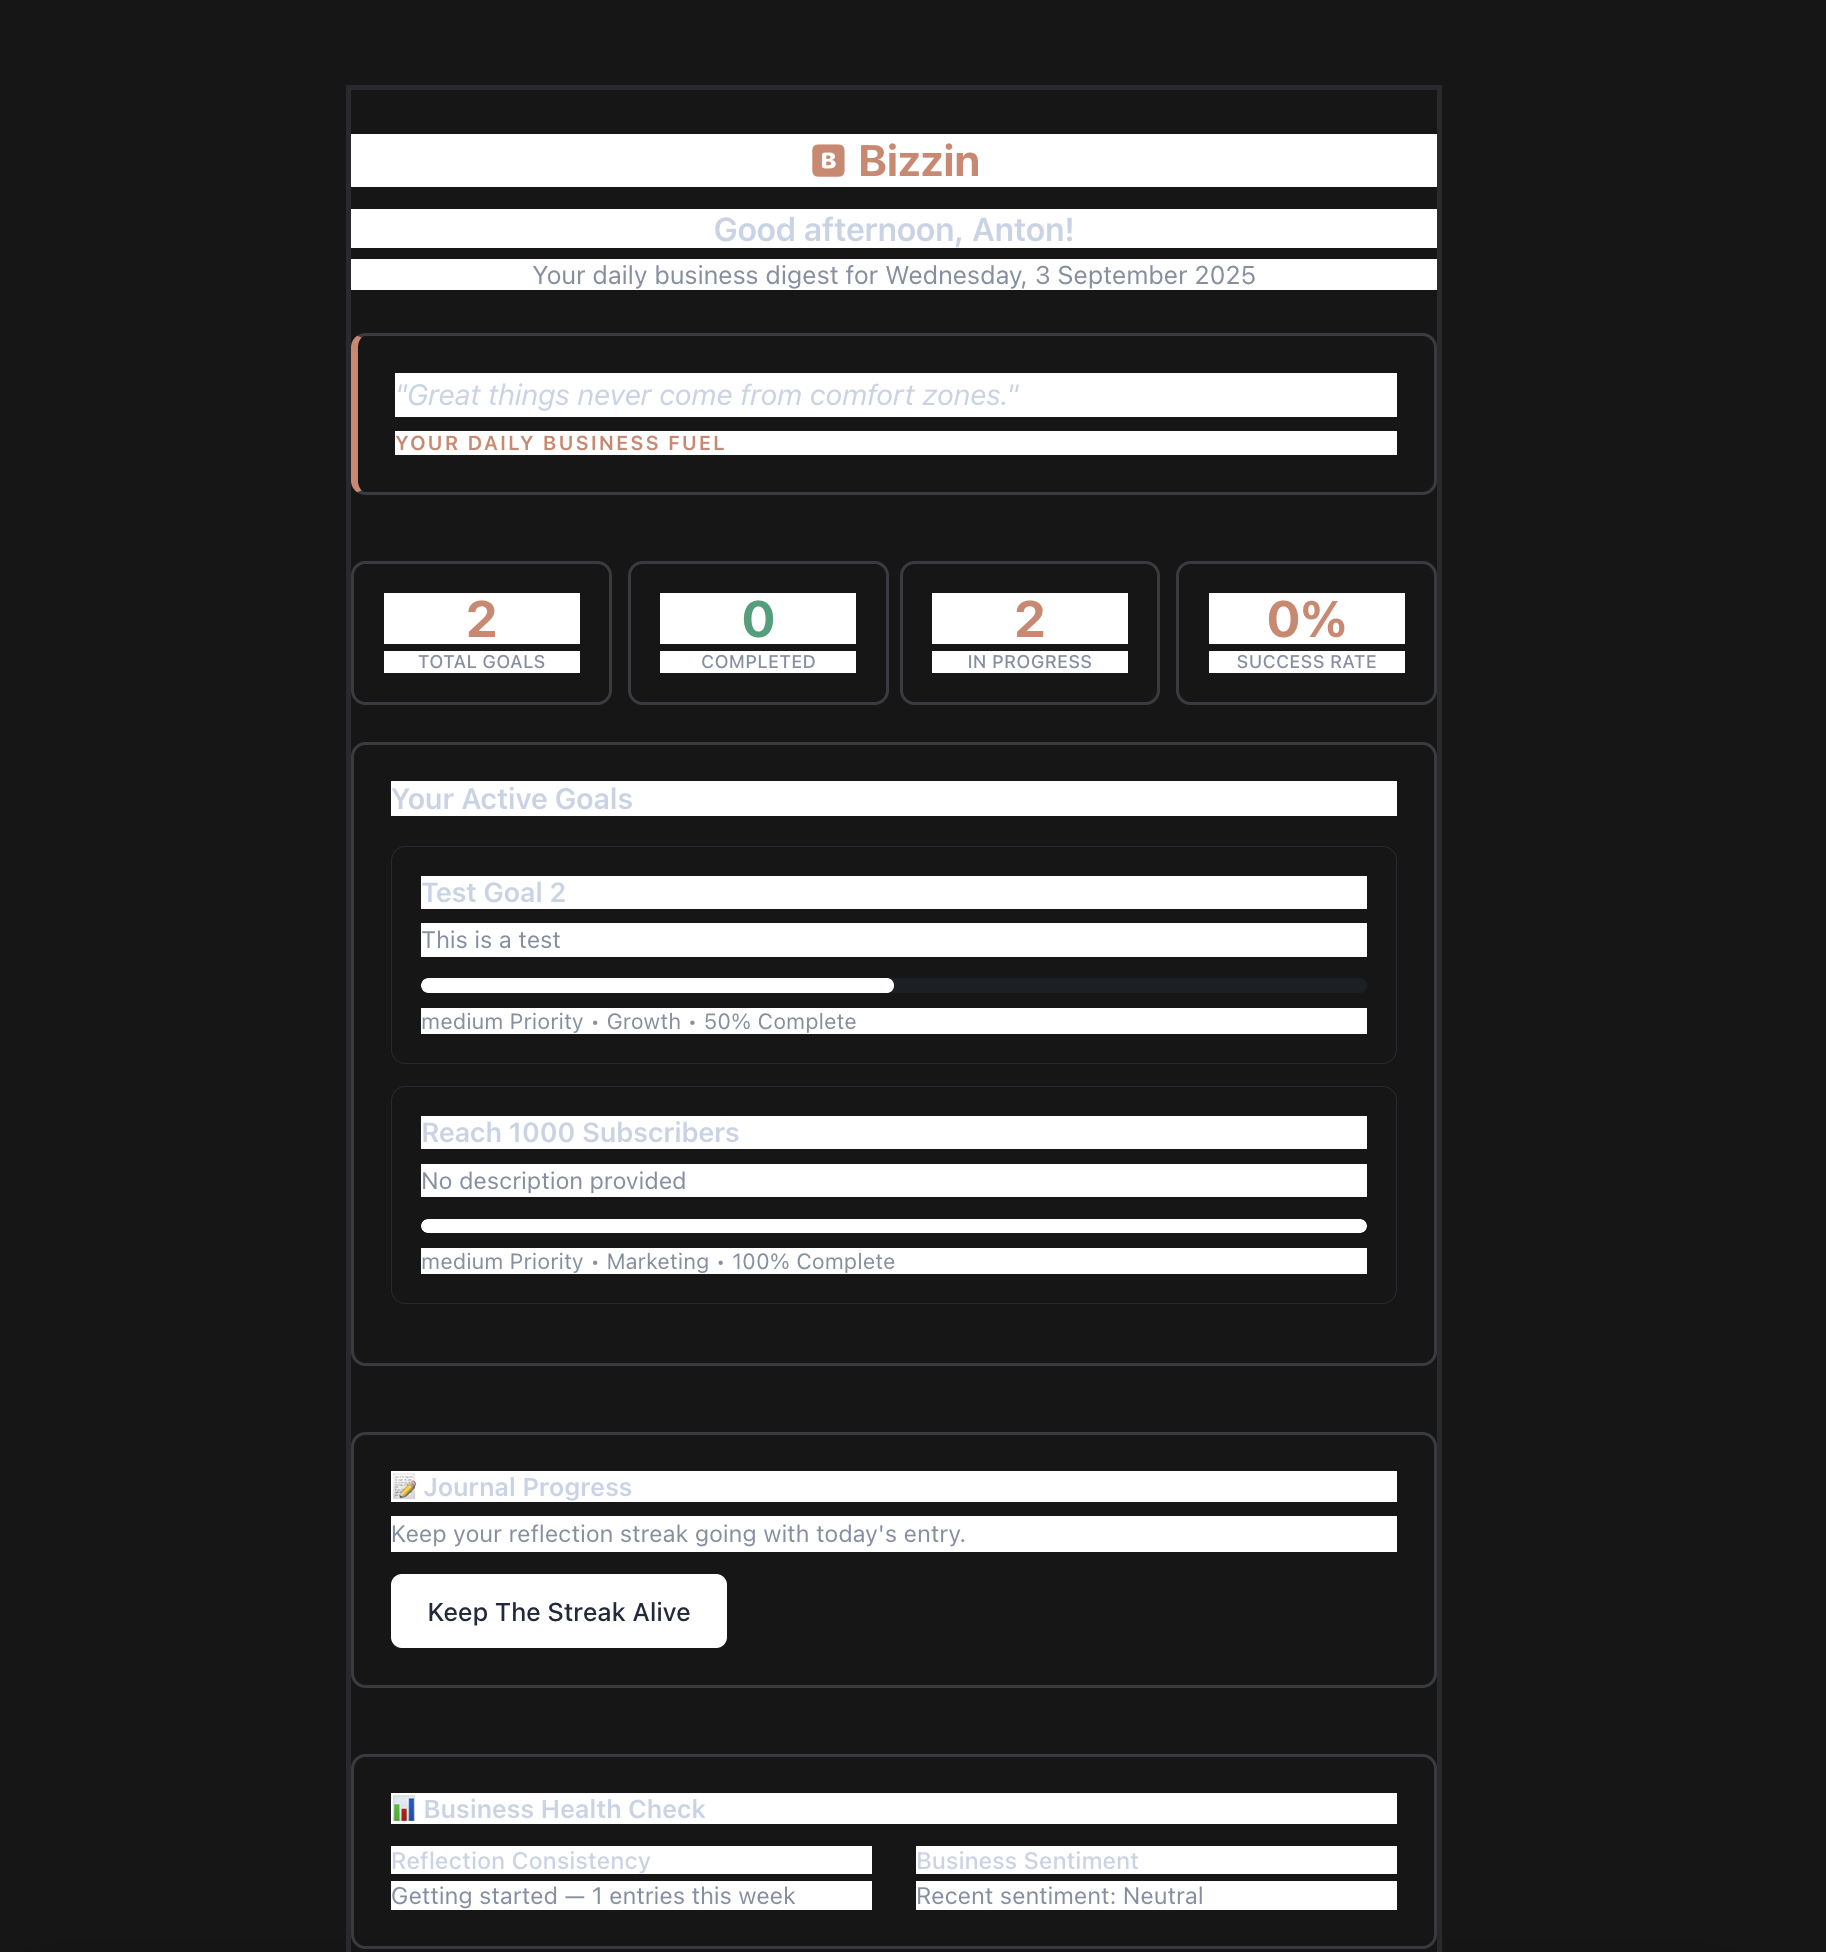 B Bizzin
Good afternoon, Anton!
Your daily business digest for Wednesday, 3 September 2025
"Great things never come from comfort zones."
YOUR DAILY BUSINESS FUEL
2
TOTAL GOALS
0
COMPLETED
2
IN PROGRESS
0%
SUCCESS RATE
Your Active Goals
Test Goal 2
This is a test
medium Priority • Growth • 50% Complete
Reach 1000 Subscribers
No description provided
medium Priority • Marketing • 100% Complete
📝 Journal Progress
Keep your reflection streak going with today's entry.
Keep The Streak Alive
📊 Business Health Check
Reflection Consistency
Getting started — 1 entries this week
Business Sentiment
Recent sentiment: Neutral